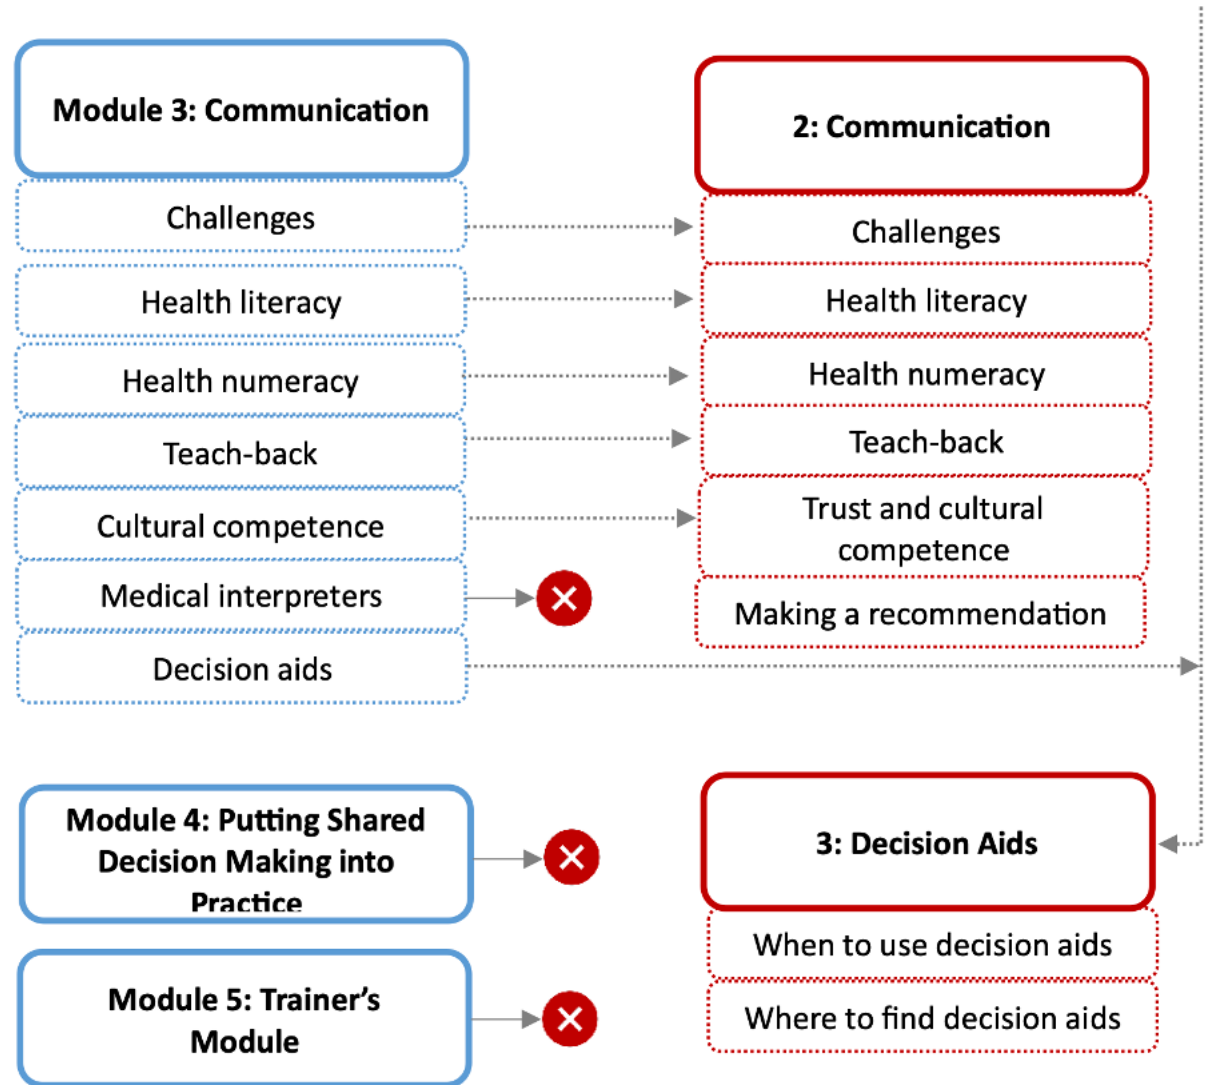 Module 3: Communication
Challenges
Health literacy
Health numeracy
Teach-back
Cultural competence
Medical interpreters
Decision aids
2: Communication
Challenges
Health literacy
Health numeracy
Teach-back
Trust and cultural
competence
Making a recommendation
Module 4: Putting Shared
Decision Making into
Practice
Module 5: Trainer’s
Module
3: Decision Aids
When to use decision aids
Where to find decision aids